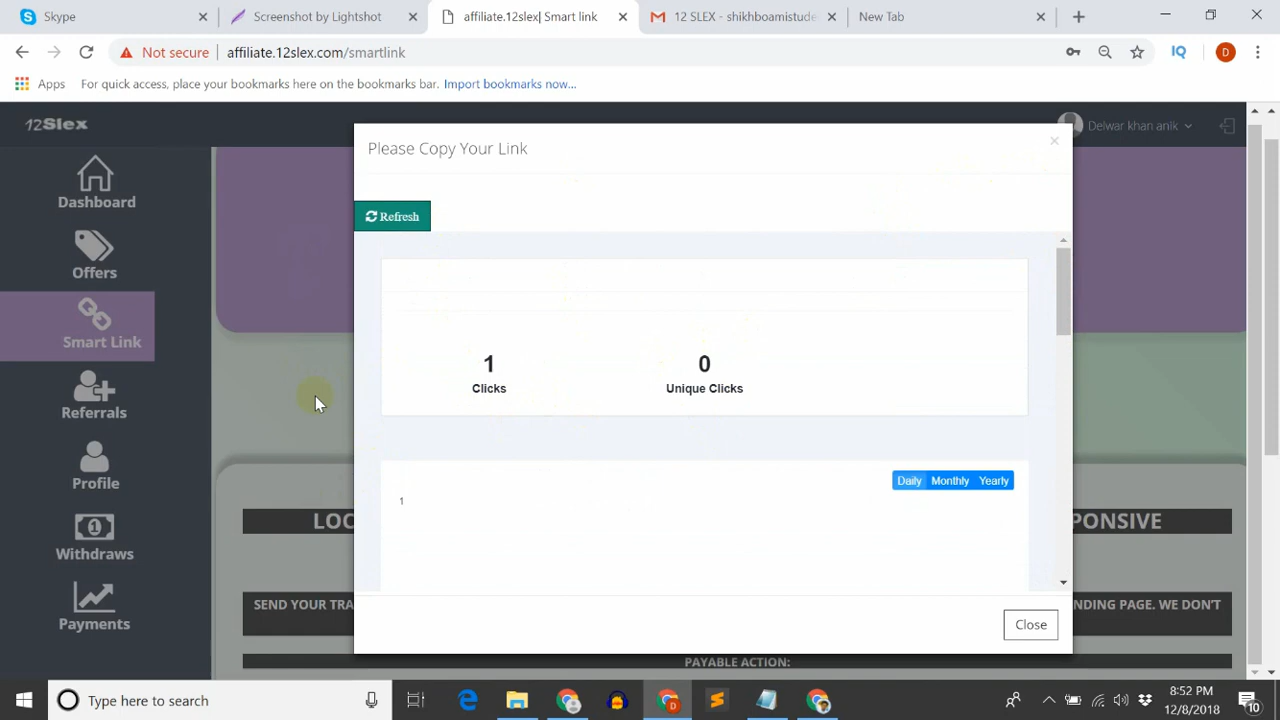 Skype
Screenshot by Lightshot
affiliate.12slex| Smart link
12 SLEX - shikhboamistude
New Tab
Not secure
affiliate.12slex.com/smartlink
IQ
D
Apps
For quick access, place your bookmarks here on the bookmarks bar. Import bookmarks now...
12Slex
Delwar khan anik
Please Copy Your Link
Refresh
Dashboard
Offers
Smart Link
Referrals
Profile
Withdraws
Payments
1
Clicks
0
Unique Clicks
Daily
Monthly
Yearly
1
LOC
PONSIVE
SEND YOUR TRA
NDING PAGE. WE DON'T
Close
PAYABLE ACTION:
Type here to search
8:52 PM
12/8/2018
10